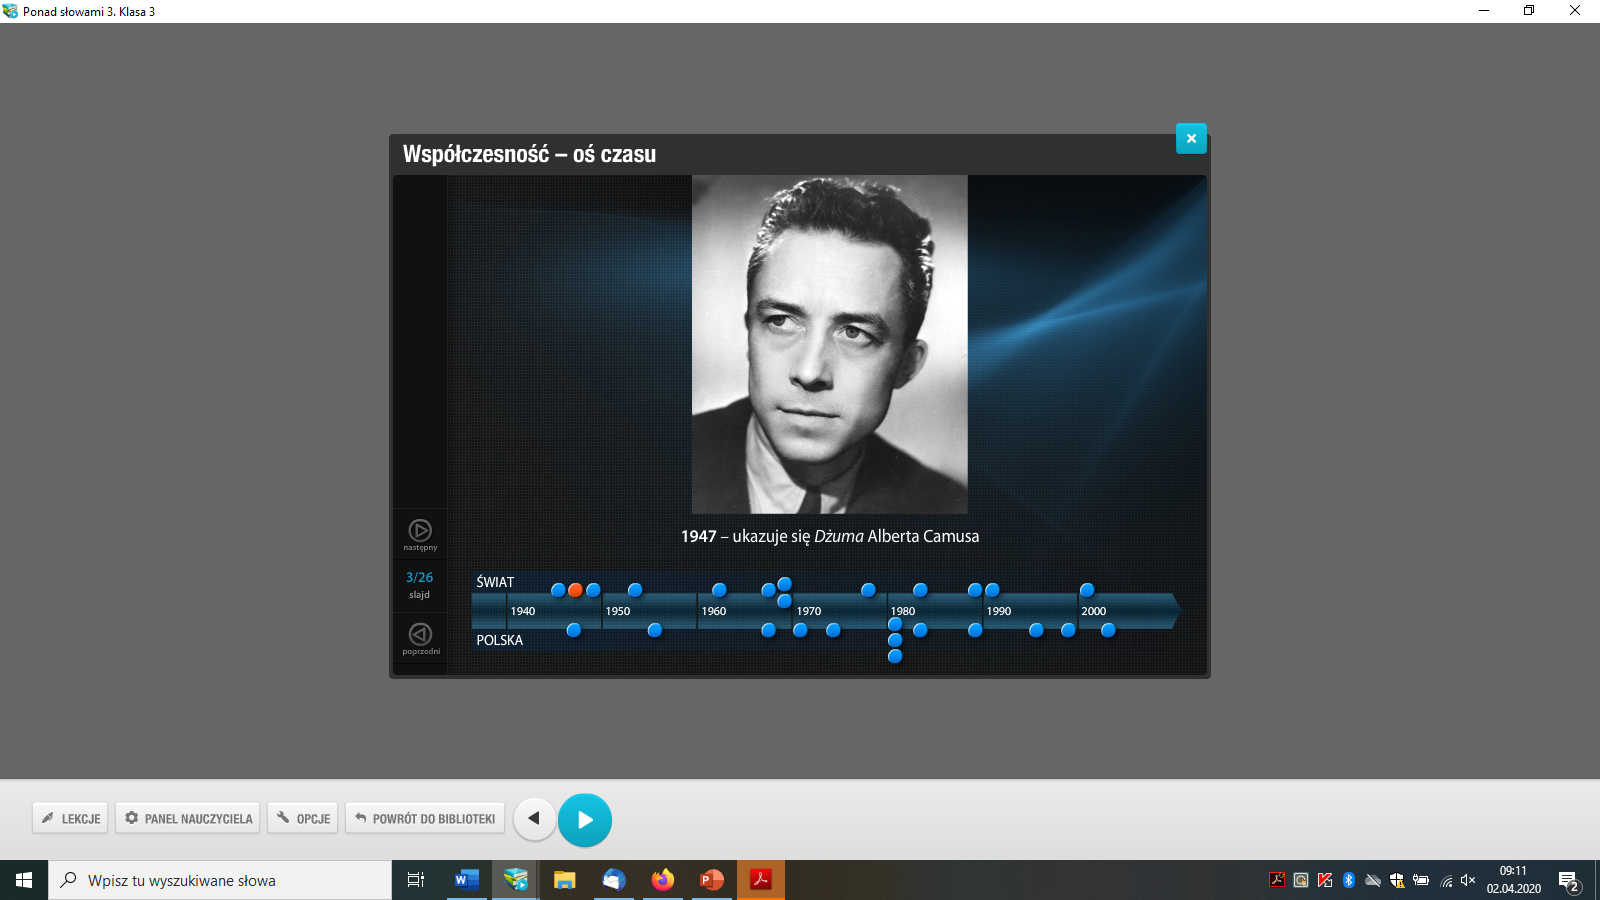 Ponad słowami 3. Klasa 3
Współczesność – oś czasu
następny
3/26
slajd
poprzedni
1947 – ukazuje się Dżuma Alberta Camusa
ŚWIAT
1940 1950 1960 1970 1980 1990 2000
POLSKA
LEKCJE PANEL NAUCZYCIELA OPCJE POWRÓT DO BIBLIOTEKI
Wpisz tu wyszukiwane słowa
09:11
02.04.2020
2